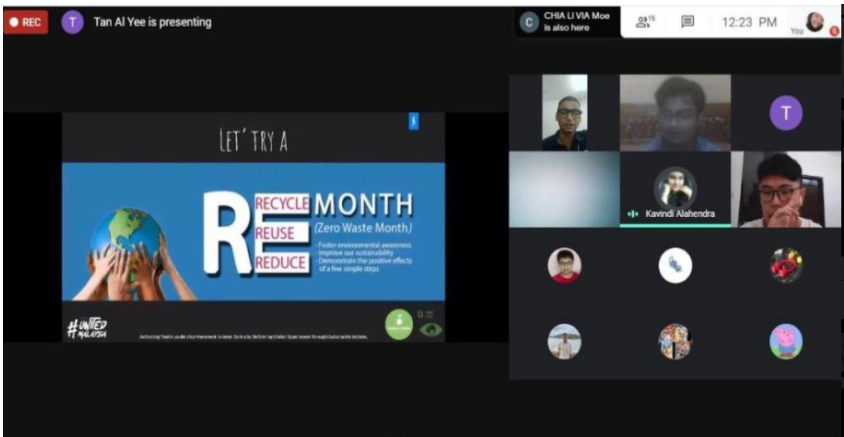 REC
T
Tan Al Yee is presenting
C
CHIA LI VIA Moe
is also here
15
12:23 PM
You
6
LET' TRY A
RE
RECYCLE
REUSE
REDUCE
MONTH
(Zero Waste Month)
- Foster environmental awareness
- Improve our sustainability
- Demonstrate the positive effects
of a few simple steps
#UNITED
MALAYSIA
T
Kavindi Alahendra